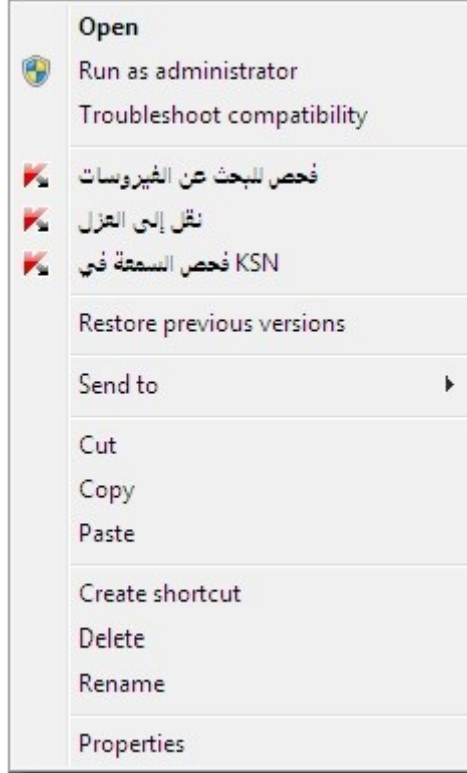 Open
Run as administrator
Troubleshoot compatibility
فحص للبحث عن الفيروسات
نقل إلى العزل
فحص السمعة في KSN
Restore previous versions
Send to
Cut
Copy
Paste
Create shortcut
Delete
Rename
Properties